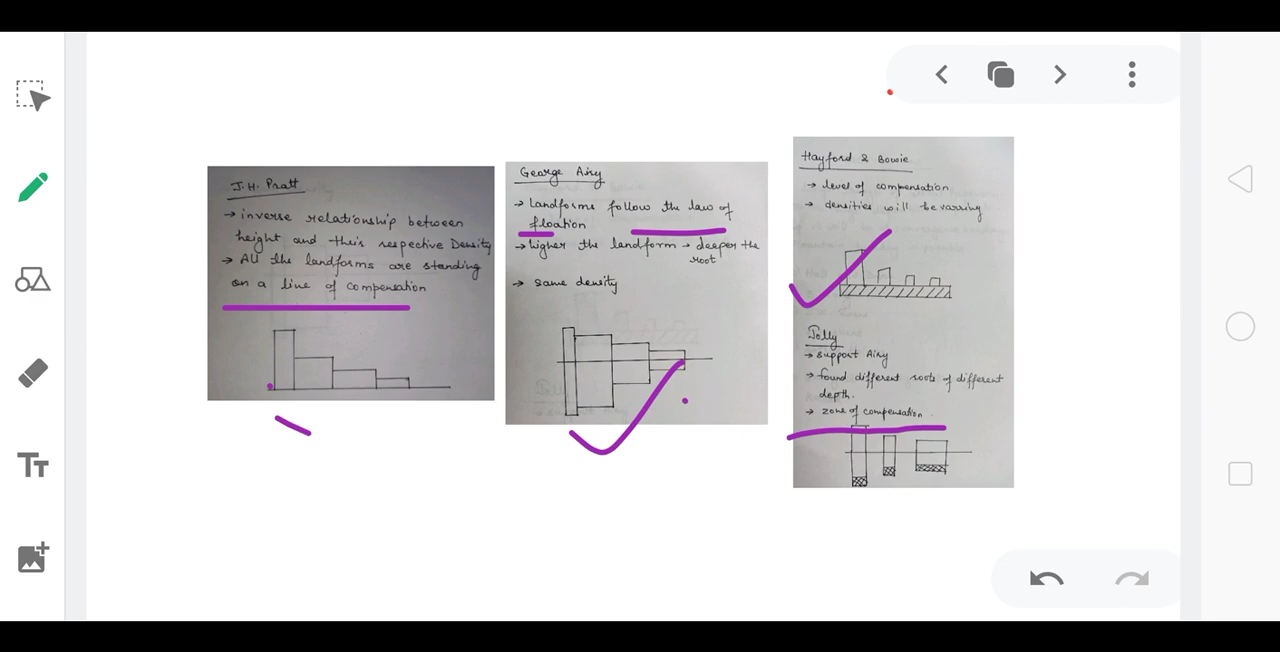 J.H. Pratt
→ inverse relationship between
height and their respective Density
→ All the landforms are standing
on a line of compensation
George Airy
→ landforms follow the law of
floation
→ higher the landform → deeper the
root
→ same density
Hayford & Bowie
→ level of compensation
→ densities will be varring
Jolly
→ support Airy
→ found different roots of different
depth.
→ zone of compensation
Tt